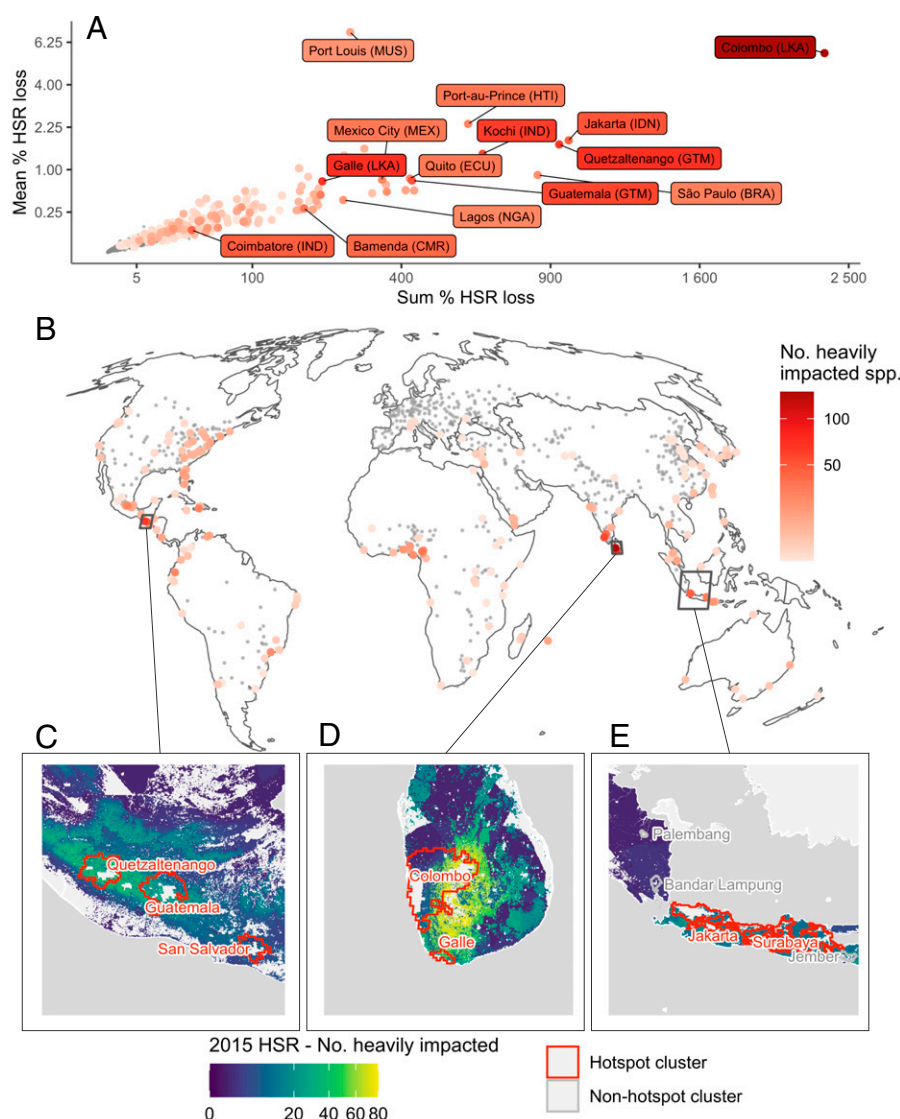 A
Mean % HSR loss
6.25
4.00
2.25
1.00
0.25
Port Louis (MUS)
Colombo (LKA)
Port-au-Prince (HTI)
Mexico City (MEX)
Kochi (IND)
Jakarta (IDN)
Galle (LKA)
Quito (ECU)
Quetzaltenango (GTM)
Guatemala (GTM)
São Paulo (BRA)
Lagos (NGA)
Coimbatore (IND)
Bamenda (CMR)
5
100
400
900
1 600
2 500
Sum % HSR loss
B
No. heavily
impacted spp.
100
50
C
Quetzaltenango
Guatemala
San Salvador
D
Colombo
Galle
E
Palembang
Bandar Lampung
Jakarta
Surabaya
Jember
2015 HSR - No. heavily impacted
0
20
40
60
80
Hotspot cluster
Non-hotspot cluster